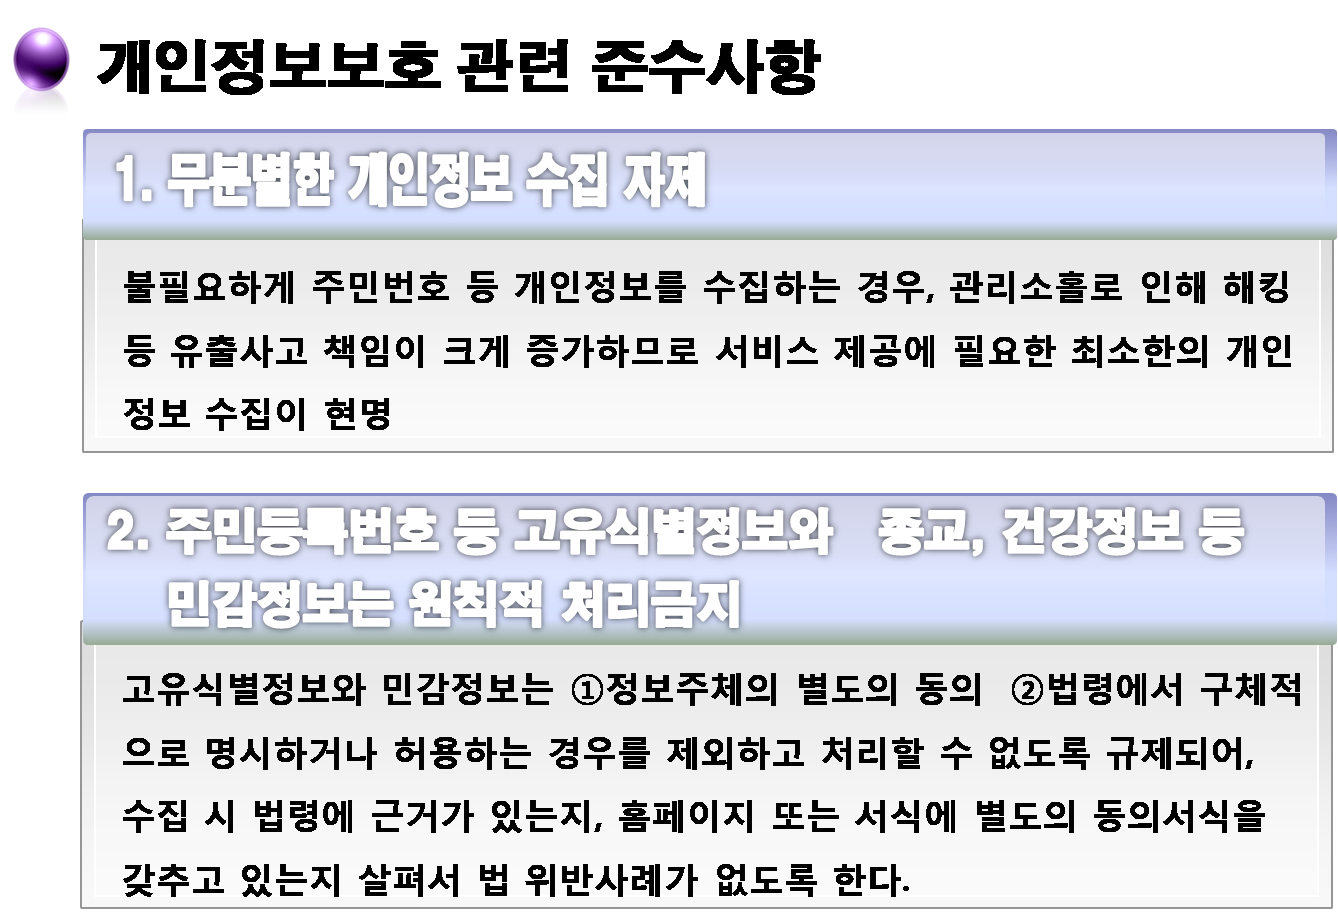 개인정보보호 관련 준수사항
1. 무분별한 개인정보 수집 자제
불필요하게 주민번호 등 개인정보를 수집하는 경우, 관리소홀로 인해 해킹
등 유출사고 책임이 크게 증가하므로 서비스 제공에 필요한 최소한의 개인
정보 수집이 현명
2. 주민등록번호 등 고유식별정보와 종교, 건강정보 등
민감정보는 원칙적 처리금지
고유식별정보와 민감정보는 ①정보주체의 별도의 동의 ②법령에서 구체적
으로 명시하거나 허용하는 경우를 제외하고 처리할 수 없도록 규제되어,
수집 시 법령에 근거가 있는지, 홈페이지 또는 서식에 별도의 동의서식을
갖추고 있는지 살펴서 법 위반사례가 없도록 한다.